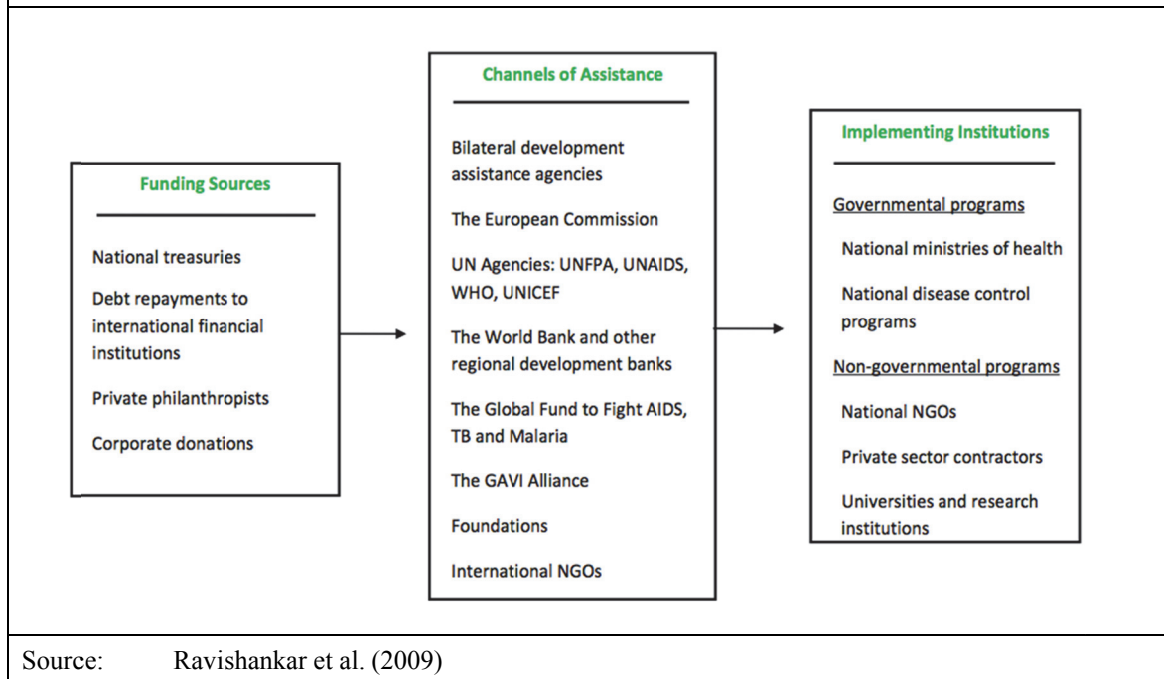 Funding Sources
National treasuries
Debt repayments to
international financial
institutions
Private philanthropists
Corporate donations
Channels of Assistance
Bilateral development
assistance agencies
The European Commission
UN Agencies: UNFPA, UNAIDS,
WHO, UNICEF
The World Bank and other
regional development banks
The Global Fund to Fight AIDS,
TB and Malaria
The GAVI Alliance
Foundations
International NGOs
Implementing Institutions
Governmental programs
National ministries of health
National disease control
programs
Non-governmental programs
National NGOs
Private sector contractors
Universities and research
institutions
Source: Ravishankar et al. (2009)